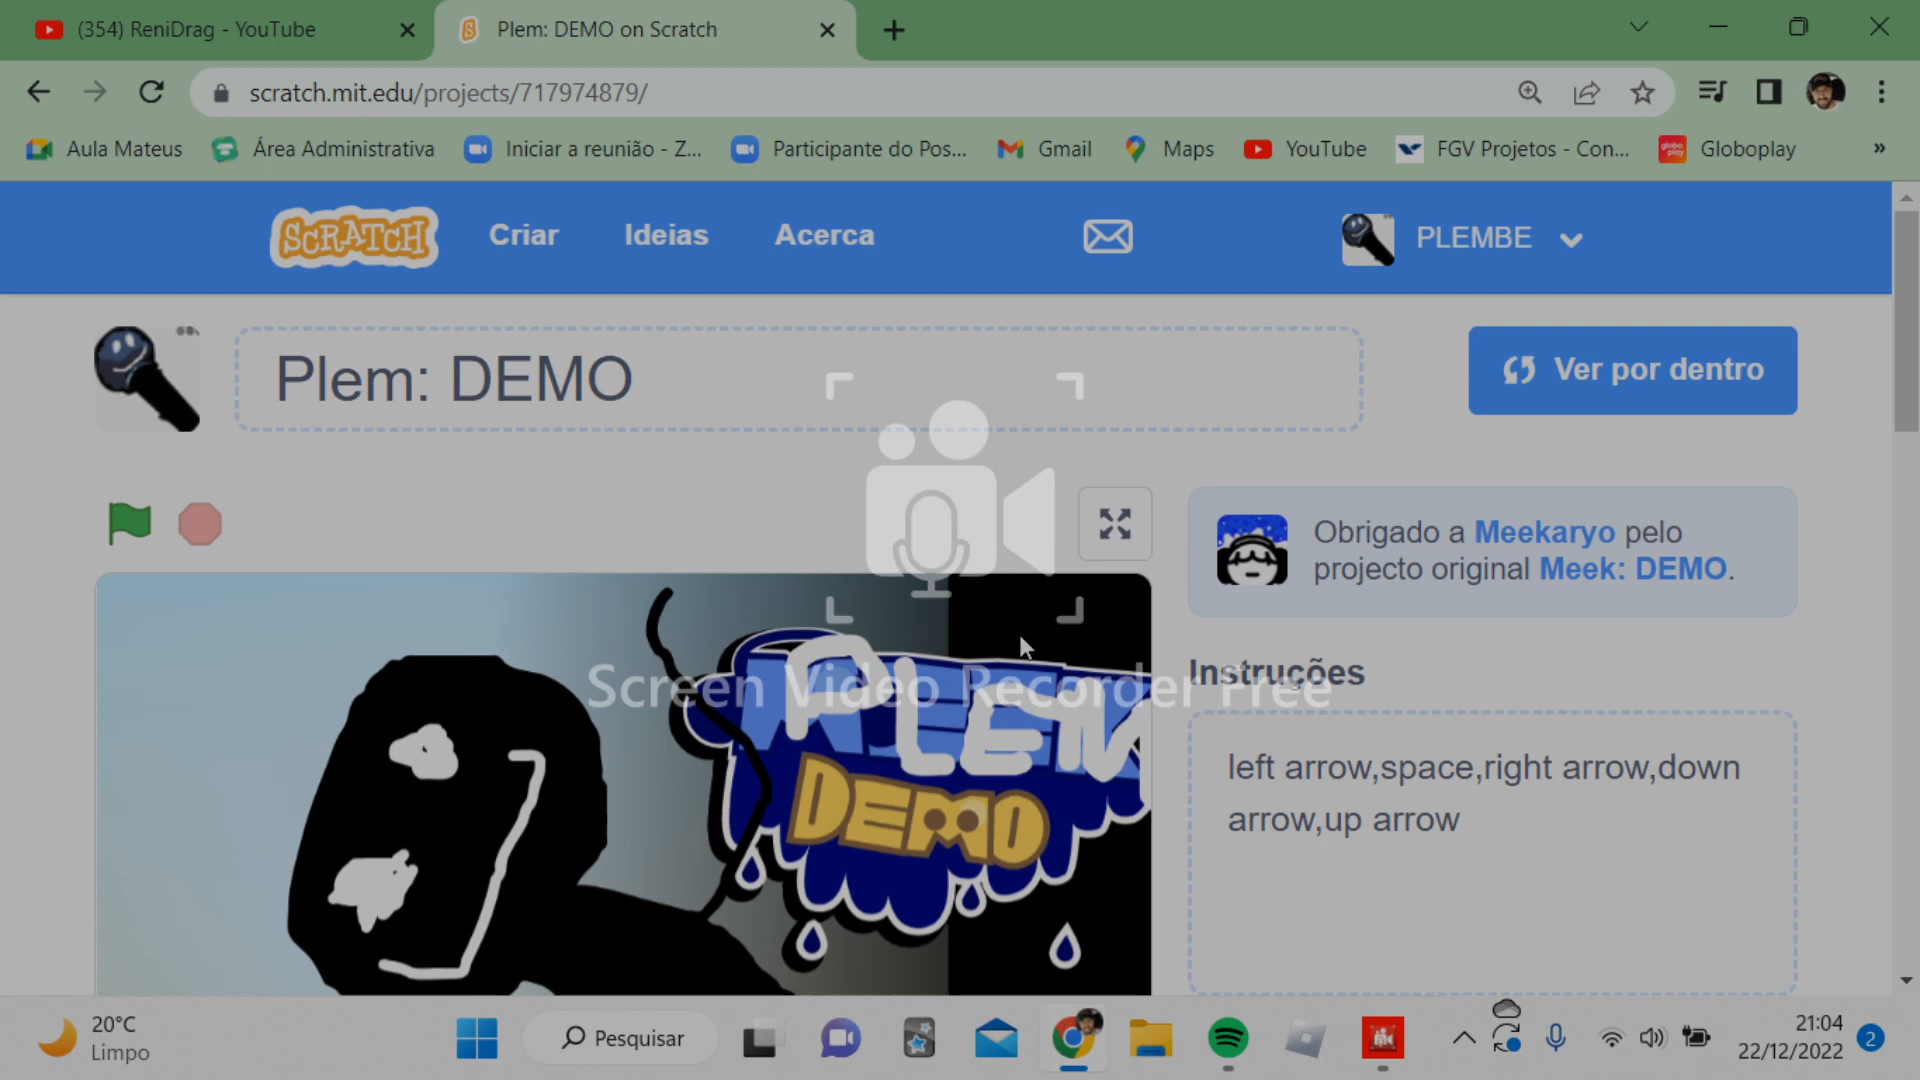 (354) ReniDrag - YouTube
Plem: DEMO on Scratch
scratch.mit.edu/projects/717974879/
Aula Mateus
Área Administrativa
Iniciar a reunião - Z...
Participante do Pos...
Gmail
Maps
YouTube
FGV Projetos - Con...
globo play
Globoplay
»
SCRATCH
Criar
Ideias
Acerca
PLEMBE
Plem: DEMO
Ver por dentro
Obrigado a Meekaryo pelo
projecto original Meek: DEMO.
Screen Video Recorder Free
PLEM
DEMO
Instruções
left arrow,space,right arrow,down
arrow,up arrow
20°C
Limpo
Pesquisar
21:04
22/12/2022
2